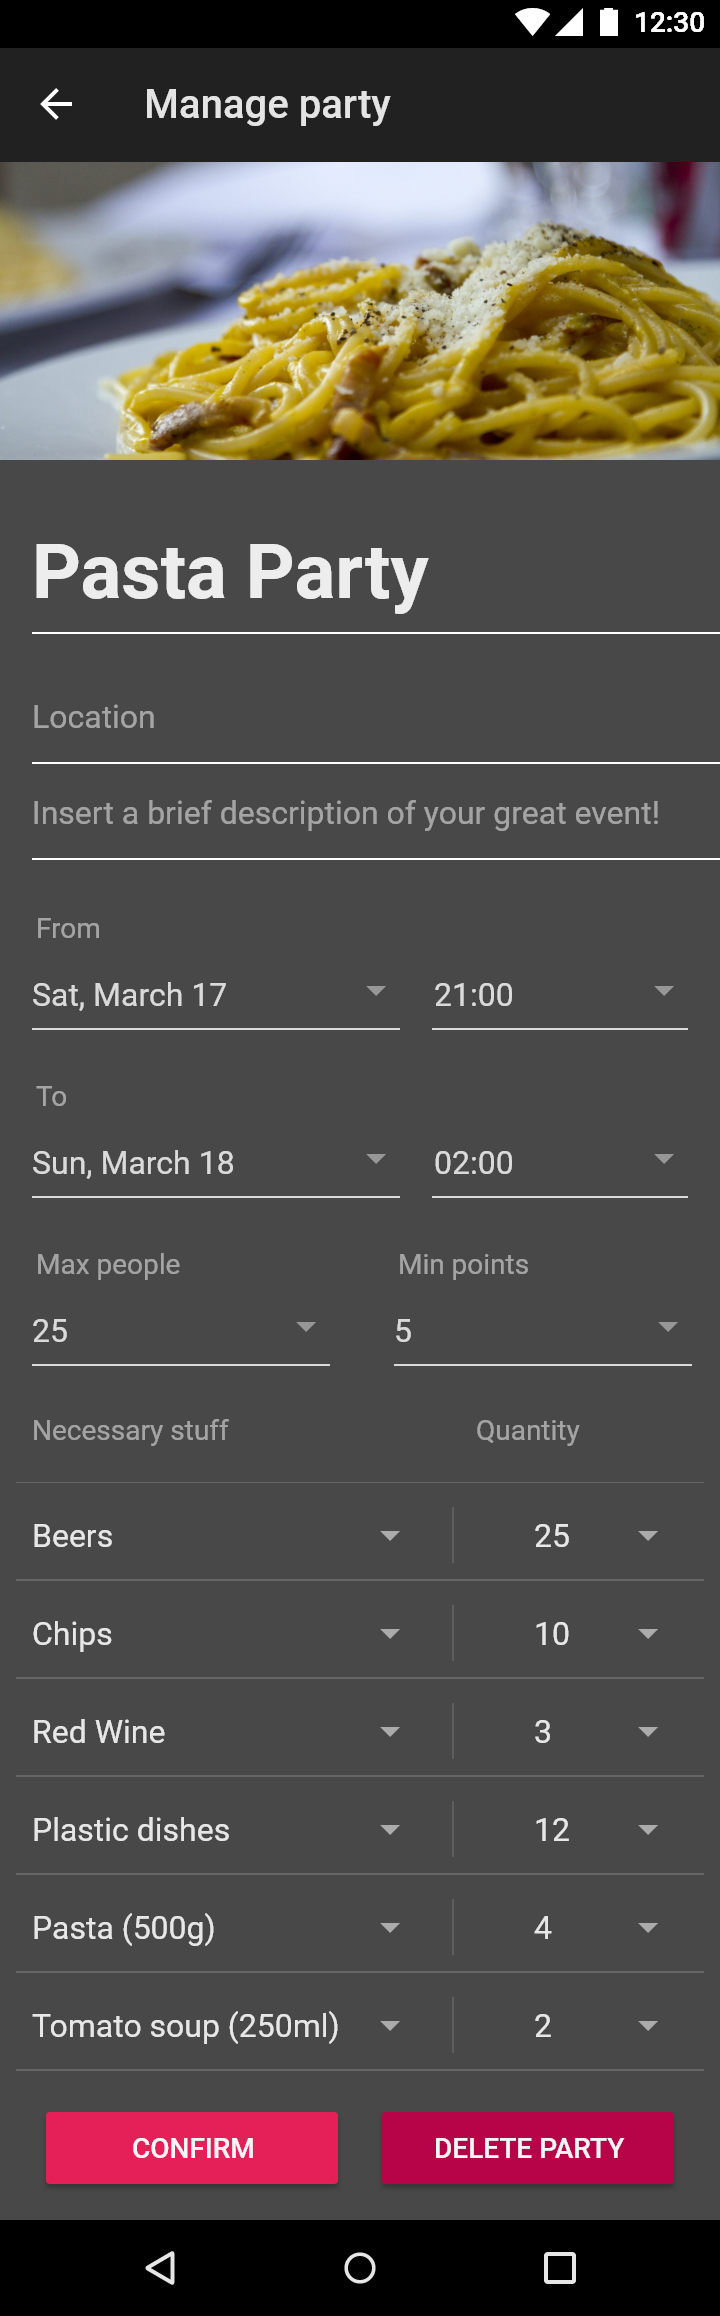 12:30
Manage party
Pasta Party
Location
Insert a brief description of your great event!
From
Sat, March 17 21:00
To
Sun, March 18 02:00
Max people Min points
25 5
Necessary stuff Quantity
Beers 25
Chips 10
Red Wine 3
Plastic dishes 12
Pasta (500g) 4
Tomato soup (250ml) 2
CONFIRM DELETE PARTY